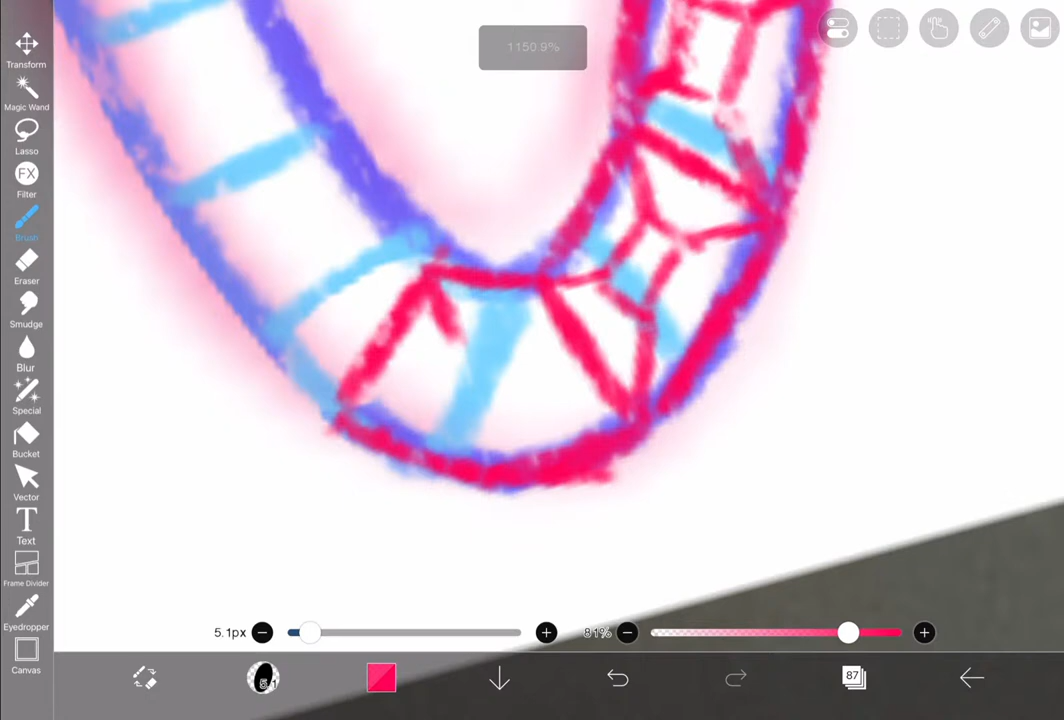 1150.9%
Transform
Magic Wand
Lasso
FX
Filter
Brush
Eraser
Smudge
Blur
Special
Bucket
Vector
T
Text
Frame Divider
Eyedropper
Canvas
5.1px
81%
87